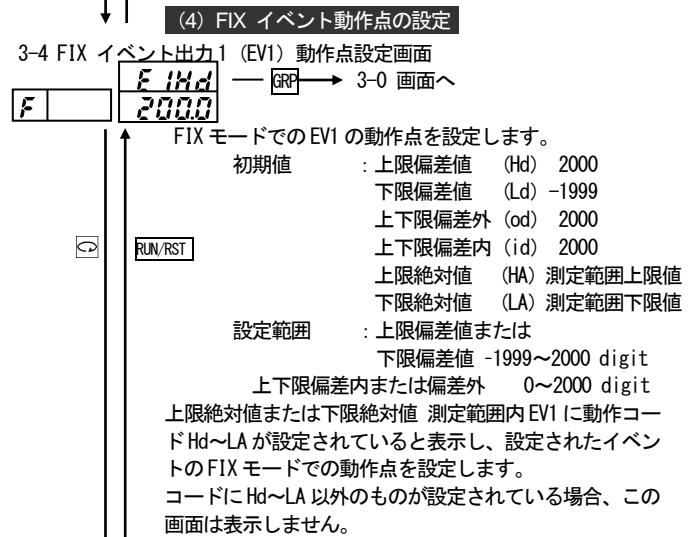 (4) FIX イベント動作点の設定
3-4 FIX イベント出力1 (EV1) 動作点設定画面
E1Hd GRP 3-0 画面へ
F 200.0
FIX モードでの EV1 の動作点を設定します。
初期値 :上限偏差値 (Hd) 2000
下限偏差値 (Ld) -1999
上下限偏差外 (od) 2000
上下限偏差内 (id) 2000
RUN/RST
上限絶対値 (HA) 測定範囲上限値
下限絶対値 (LA) 測定範囲下限値
設定範囲 :上限偏差値または
下限偏差値 -1999～2000 digit
上下限偏差内または偏差外 0～2000 digit
上限絶対値または下限絶対値 測定範囲内 EV1 に動作コー
ド Hd～LA が設定されていると表示し、設定されたイベン
トの FIX モードでの動作点を設定します。
コードに Hd～LA 以外のものが設定されている場合、この
画面は表示しません。